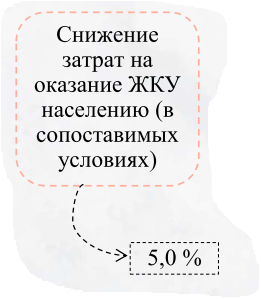 Снижение
затрат на
оказание ЖКУ
населению (в
сопоставимых
условиях)
5,0 %